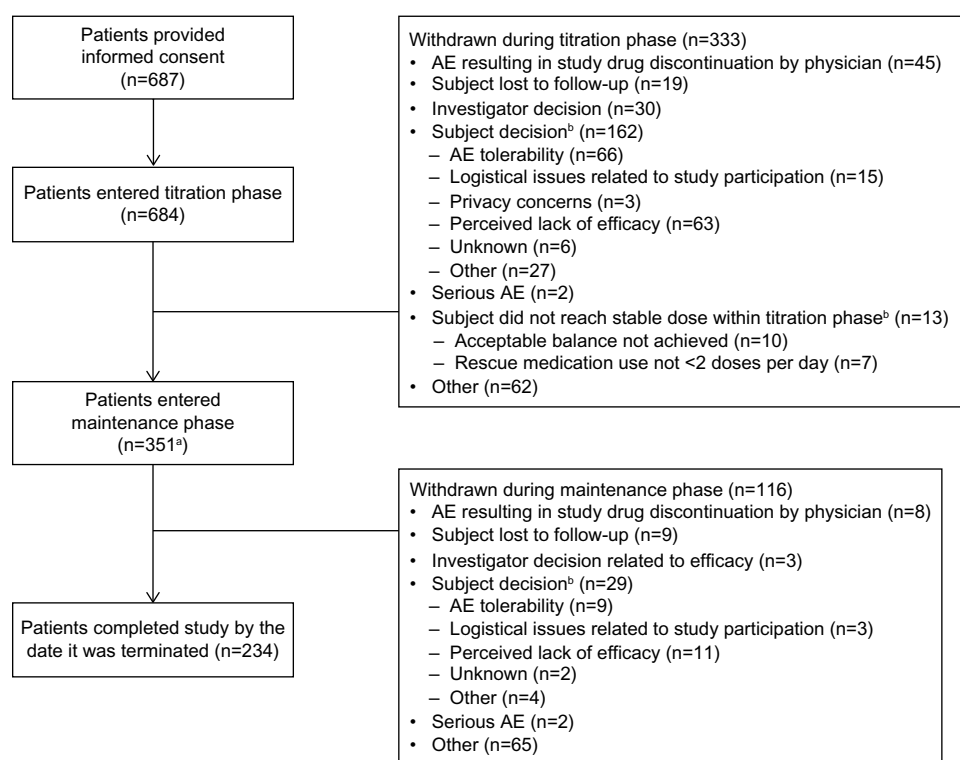 Patients provided
informed consent
(n=687)
Patients entered titration phase
(n=684)
Withdrawn during titration phase (n=333)
• AE resulting in study drug discontinuation by physician (n=45)
• Subject lost to follow-up (n=19)
• Investigator decision (n=30)
• Subject decisionᵇ (n=162)
– AE tolerability (n=66)
– Logistical issues related to study participation (n=15)
– Privacy concerns (n=3)
– Perceived lack of efficacy (n=63)
– Unknown (n=6)
– Other (n=27)
• Serious AE (n=2)
• Subject did not reach stable dose within titration phaseᵇ (n=13)
– Acceptable balance not achieved (n=10)
– Rescue medication use not <2 doses per day (n=7)
• Other (n=62)
Patients entered
maintenance phase
(n=351ᵃ)
Withdrawn during maintenance phase (n=116)
• AE resulting in study drug discontinuation by physician (n=8)
• Subject lost to follow-up (n=9)
• Investigator decision related to efficacy (n=3)
• Subject decisionᵇ (n=29)
– AE tolerability (n=9)
– Logistical issues related to study participation (n=3)
– Perceived lack of efficacy (n=11)
– Unknown (n=2)
– Other (n=4)
• Serious AE (n=2)
• Other (n=65)
Patients completed study by the
date it was terminated (n=234)